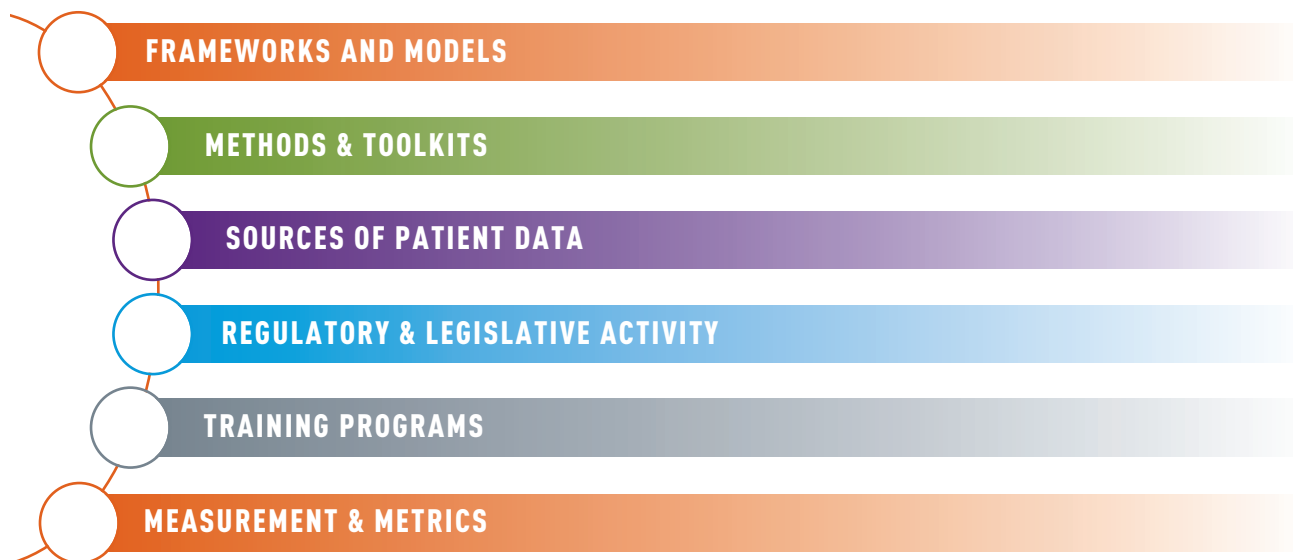 FRAMEWORKS AND MODELS
METHODS & TOOLKITS
SOURCES OF PATIENT DATA
REGULATORY & LEGISLATIVE ACTIVITY
TRAINING PROGRAMS
MEASUREMENT & METRICS